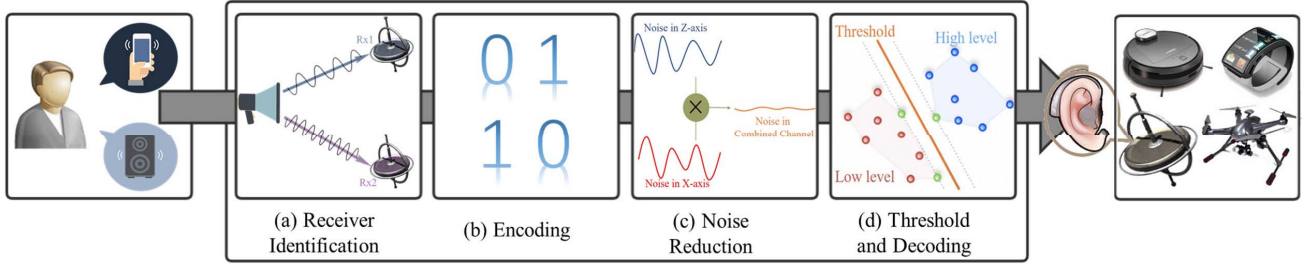 Rx1
Rx2
(a) Receiver
Identification
0 1
1 0
(b) Encoding
Noise in Z-axis
Noise in
Combined Channel
Noise in X-axis
(c) Noise
Reduction
Threshold
High level
Low level
(d) Threshold
and Decoding